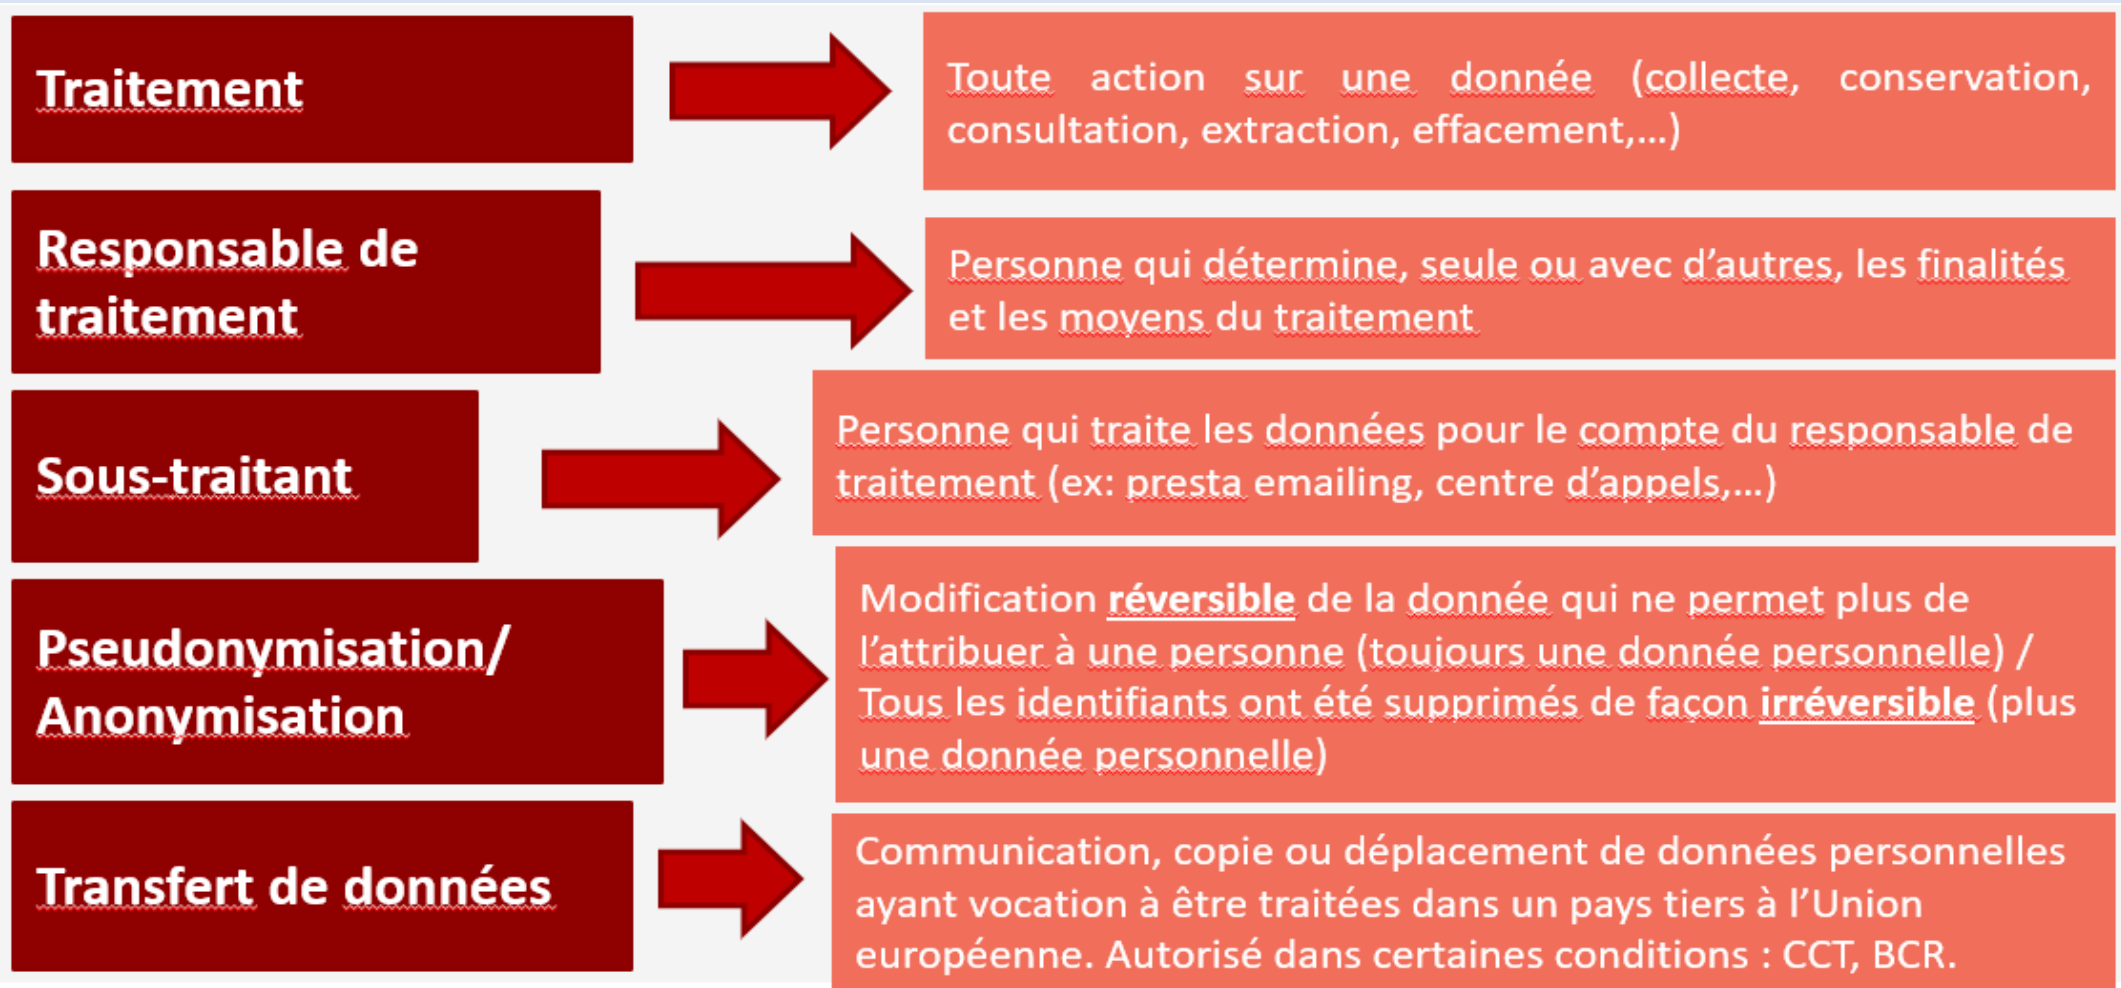 Traitement
Toute action sur une donnée (collecte, conservation,
consultation, extraction, effacement,...)
Responsable de
traitement
Personne qui détermine, seule ou avec d'autres, les finalités
et les moyens du traitement
Sous-traitant
Personne qui traite les données pour le compte du responsable de
traitement (ex: presta emailing, centre d'appels,...)
Pseudonymisation/
Anonymisation
Modification réversible de la donnée qui ne permet plus de
l'attribuer à une personne (toujours une donnée personnelle) /
Tous les identifiants ont été supprimés de façon irréversible (plus
une donnée personnelle)
Transfert de données
Communication, copie ou déplacement de données personnelles
ayant vocation à être traitées dans un pays tiers à l'Union
européenne. Autorisé dans certaines conditions : CCT, BCR.